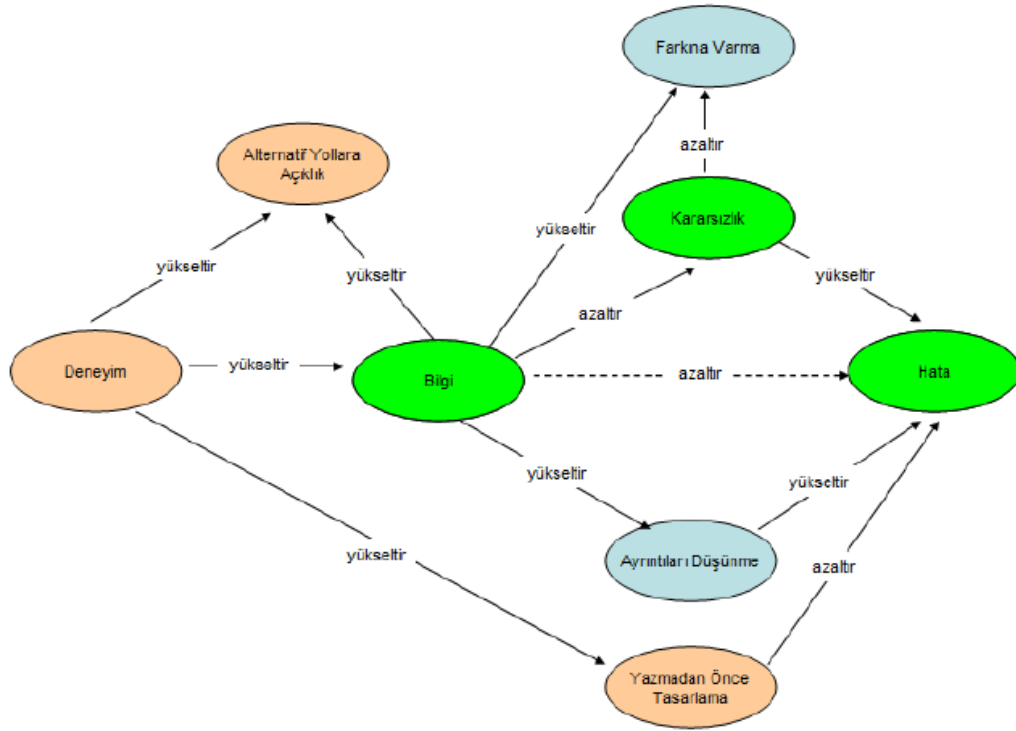 Farkına Varma
azaltır
Alternatif Yollara
Açıklık
Kararsızlık
yükseltir
yükseltir
yükseltir
yükseltir
azaltır
Deneyim
yükseltir
Bilgi
azaltır
Hata
yükseltir
yükseltir
yükseltir
azaltır
Ayrıntıları Düşünme
Yazmadan Önce
Tasarlama